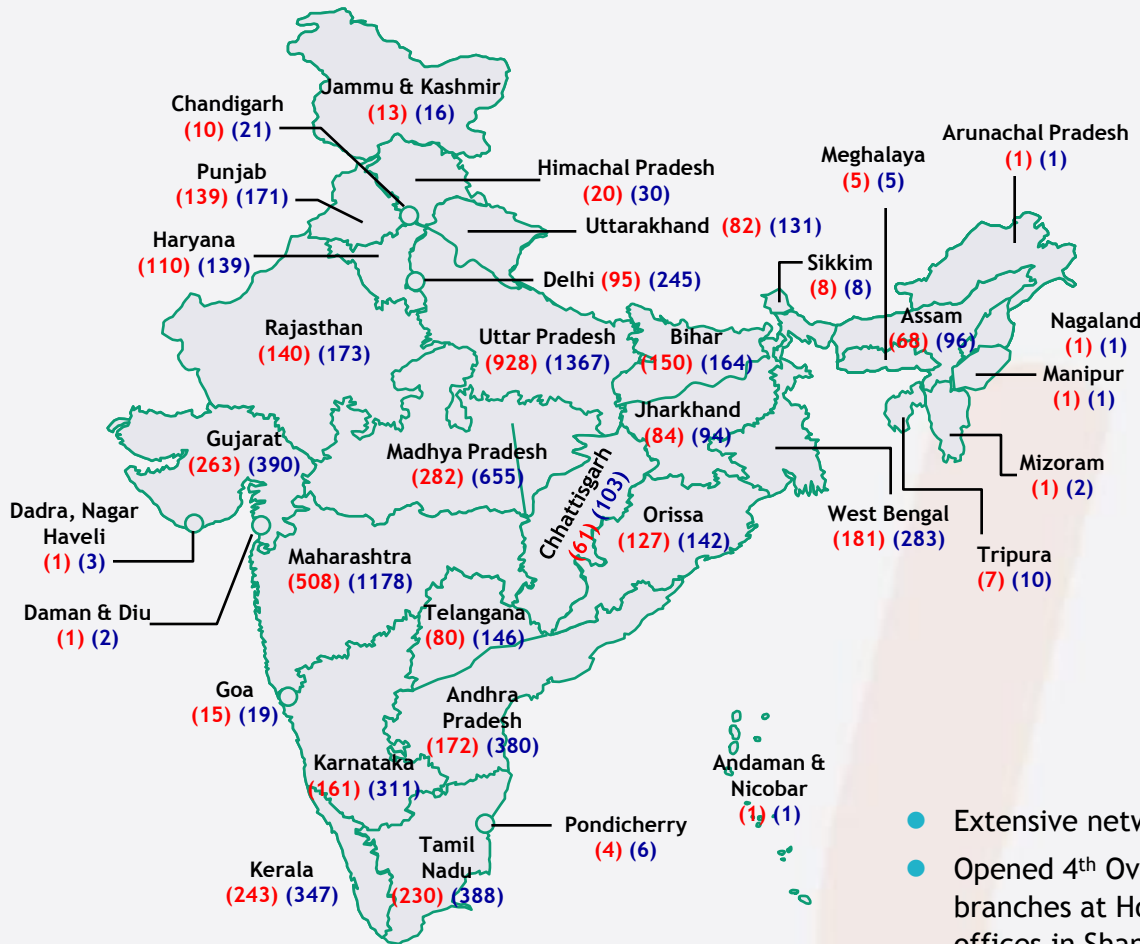 Jammu & Kashmir
(13) (16)
Chandigarh
(10) (21)
Arunachal Pradesh
(1) (1)
Meghalaya
(5) (5)
Himachal Pradesh
(20) (30)
Punjab
(139) (171)
Uttarakhand (82) (131)
Haryana
(110) (139)
Delhi (95) (245)
Sikkim
(8) (8)
Assam
(68) (96)
Nagaland
(1) (1)
Rajasthan
(140) (173)
Uttar Pradesh
(928) (1367)
Bihar
(150) (164)
Manipur
(1) (1)
Jharkhand
(84) (94)
Gujarat
(263) (390)
Madhya Pradesh
(282) (655)
Mizoram
(1) (2)
Chhattisgarh
(61) (103)
Dadra, Nagar
Haveli
(1) (3)
Orissa
(127) (142)
West Bengal
(181) (283)
Maharashtra
(508) (1178)
Tripura
(7) (10)
Daman & Diu
(1) (2)
Telangana
(80) (146)
Goa
(15) (19)
Andhra
Pradesh
(172) (380)
Karnataka
(161) (311)
Andaman &
Nicobar
(1) (1)
Pondicherry
(4) (6)
Tamil
Nadu
(230) (388)
Kerala
(243) (347)
Extensive
Opened 4th
branches at
offices in